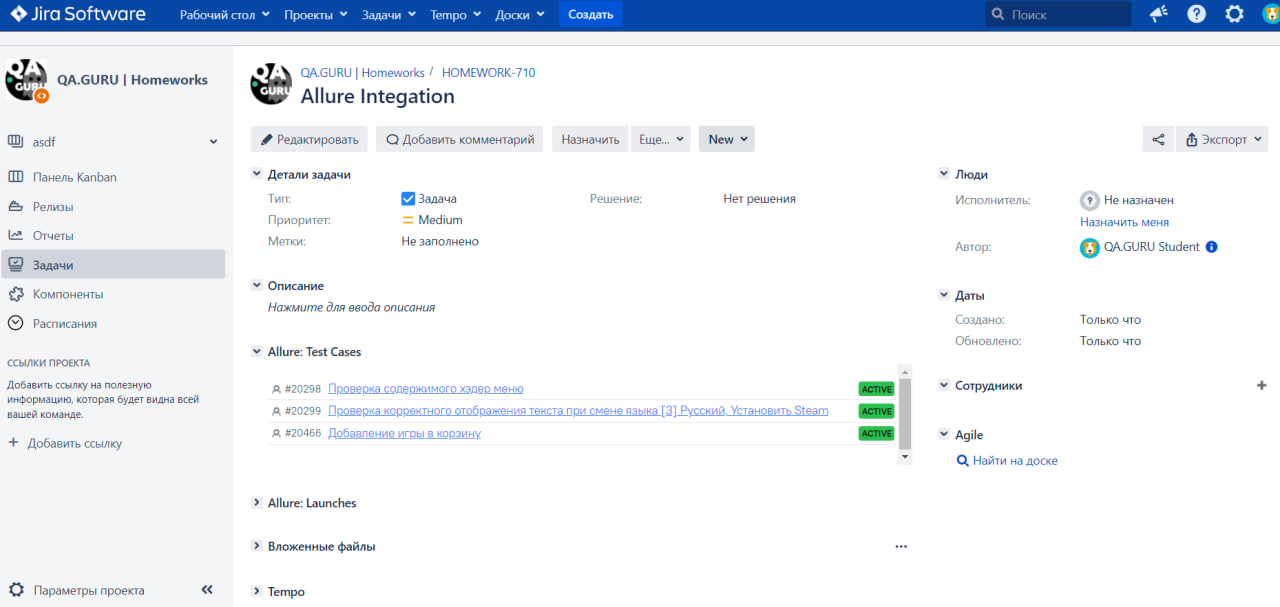 Jira Software Рабочий стол Проекты Задачи Tempo Доски Создать Поиск
QA.GURU | Homeworks
asdf
Панель Kanban
Релизы
Отчеты
Задачи
Компоненты
Расписания
ССЫЛКИ ПРОЕКТА
Добавить ссылку на полезную
информацию, которая будет видна всей
вашей команде.
+ Добавить ссылку
Параметры проекта
QA GURU
QA.GURU | Homeworks / HOMEWORK-710
Allure Integation
Редактировать Добавить комментарий Назначить Еще... New Экспорт
Детали задачи
Тип: Задача Решение: Нет решения
Приоритет: Medium
Метки: Не заполнено
Описание
Нажмите для ввода описания
Allure: Test Cases
#20298 Проверка содержимого хэдер меню ACTIVE
#20299 Проверка корректного отображения текста при смене языка [3] Русский, Установить Steam ACTIVE
#20466 Добавление игры в корзину ACTIVE
Allure: Launches
Вложенные файлы
Tempo
Люди
Исполнитель: Не назначен
Назначить меня
Автор: QA.GURU Student
Даты
Создано: Только что
Обновлено: Только что
Сотрудники
Agile
Найти на доске